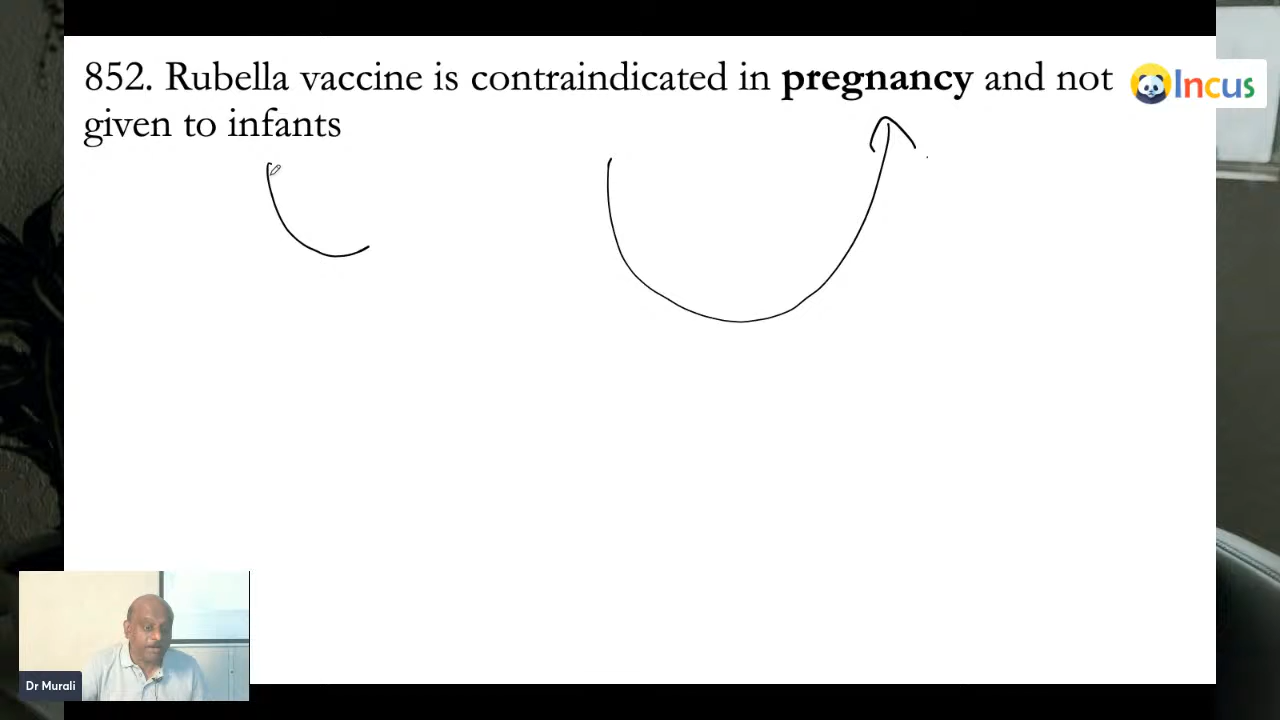 852. Rubella vaccine is contraindicated in pregnancy and not
given to infants
Incus
Dr Murali